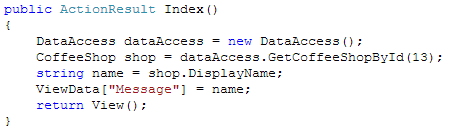 public ActionResult Index()
{
    DataAccess dataAccess = new DataAccess();
    CoffeeShop shop = dataAccess.GetCoffeeShopById(13);
    string name = shop.DisplayName;
    ViewData["Message"] = name;
    return View();
}